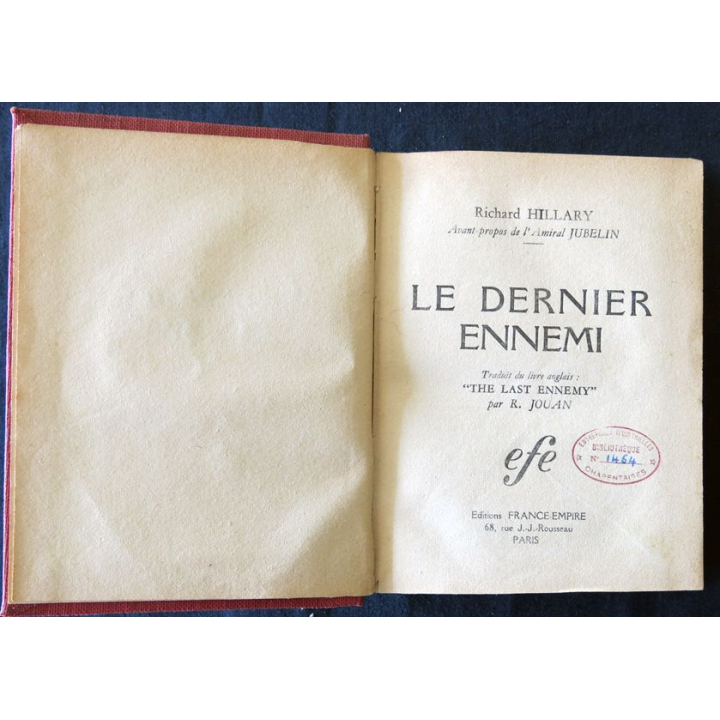 Richard HILLARY
Avant-propos de l'Amiral JUBELIN
LE DERNIER
ENNEMI
Traduit du livre anglais :
"THE LAST ENNEMY"
par R. JOUAN
efe
BIBLIOTHÈQUE
N° 1464
CHARENTAISES
Editions FRANCE-EMPIRE
68, rue J.-J.-Rousseau
PARIS